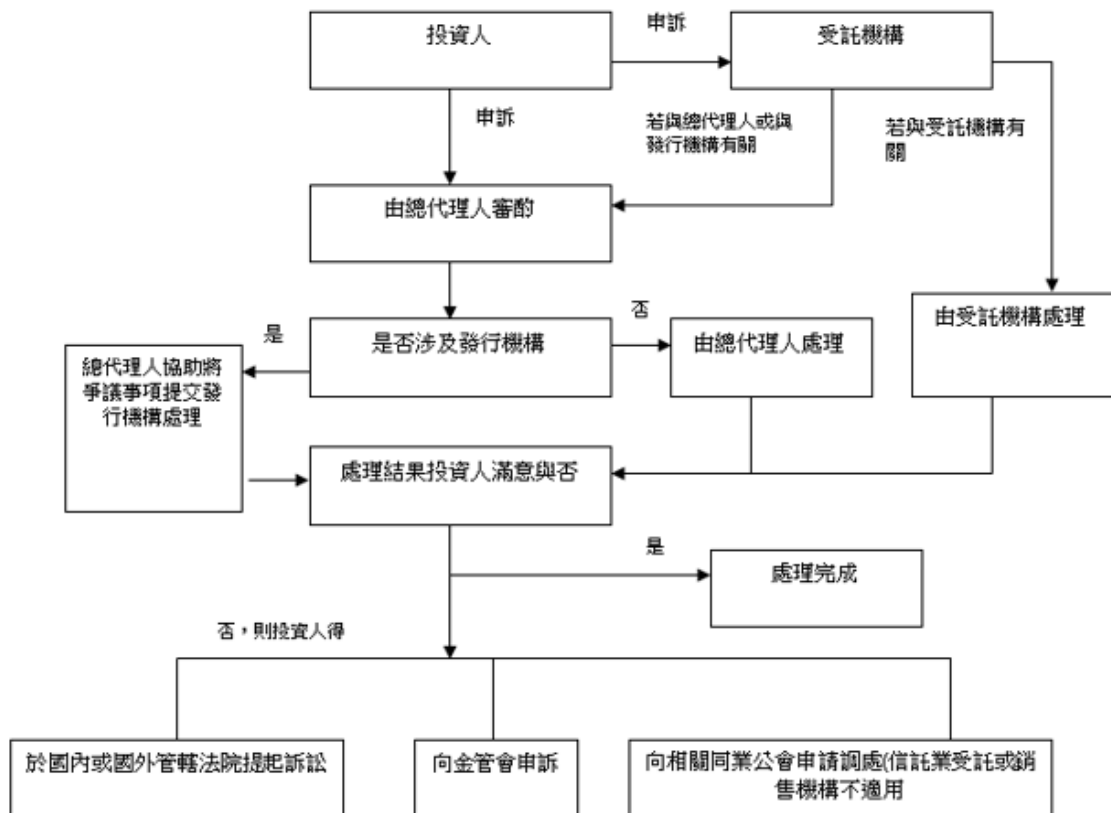 投資人
申訴
受託機構
申訴
若與總代理人或與
發行機構有關
若與受託機構有
關
由總代理人審酌
是
是否涉及發行機構
否
由總代理人處理
由受託機構處理
總代理人協助將
爭議事項提交發
行機構處理
處理結果投資人滿意與否
是
處理完成
否，則投資人得
於國內或國外管轄法院提起訴訟
向金管會申訴
向相關同業公會申請調處(信託業受託或銷
售機構不適用